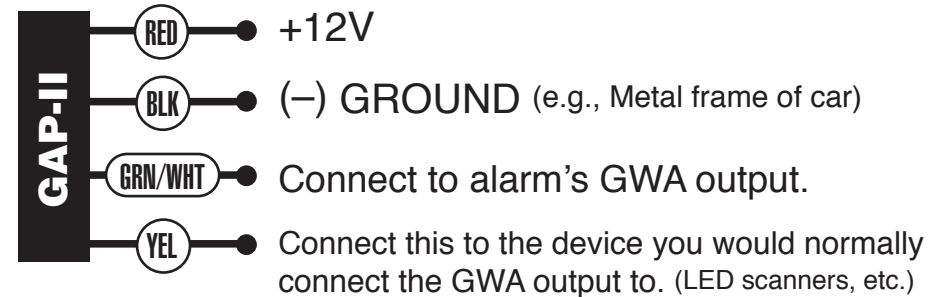 GAP-II
RED +12V
BLK (–) GROUND (e.g., Metal frame of car)
GRN/WHT Connect to alarm’s GWA output.
YEL Connect this to the device you would normally
connect the GWA output to. (LED scanners, etc.)